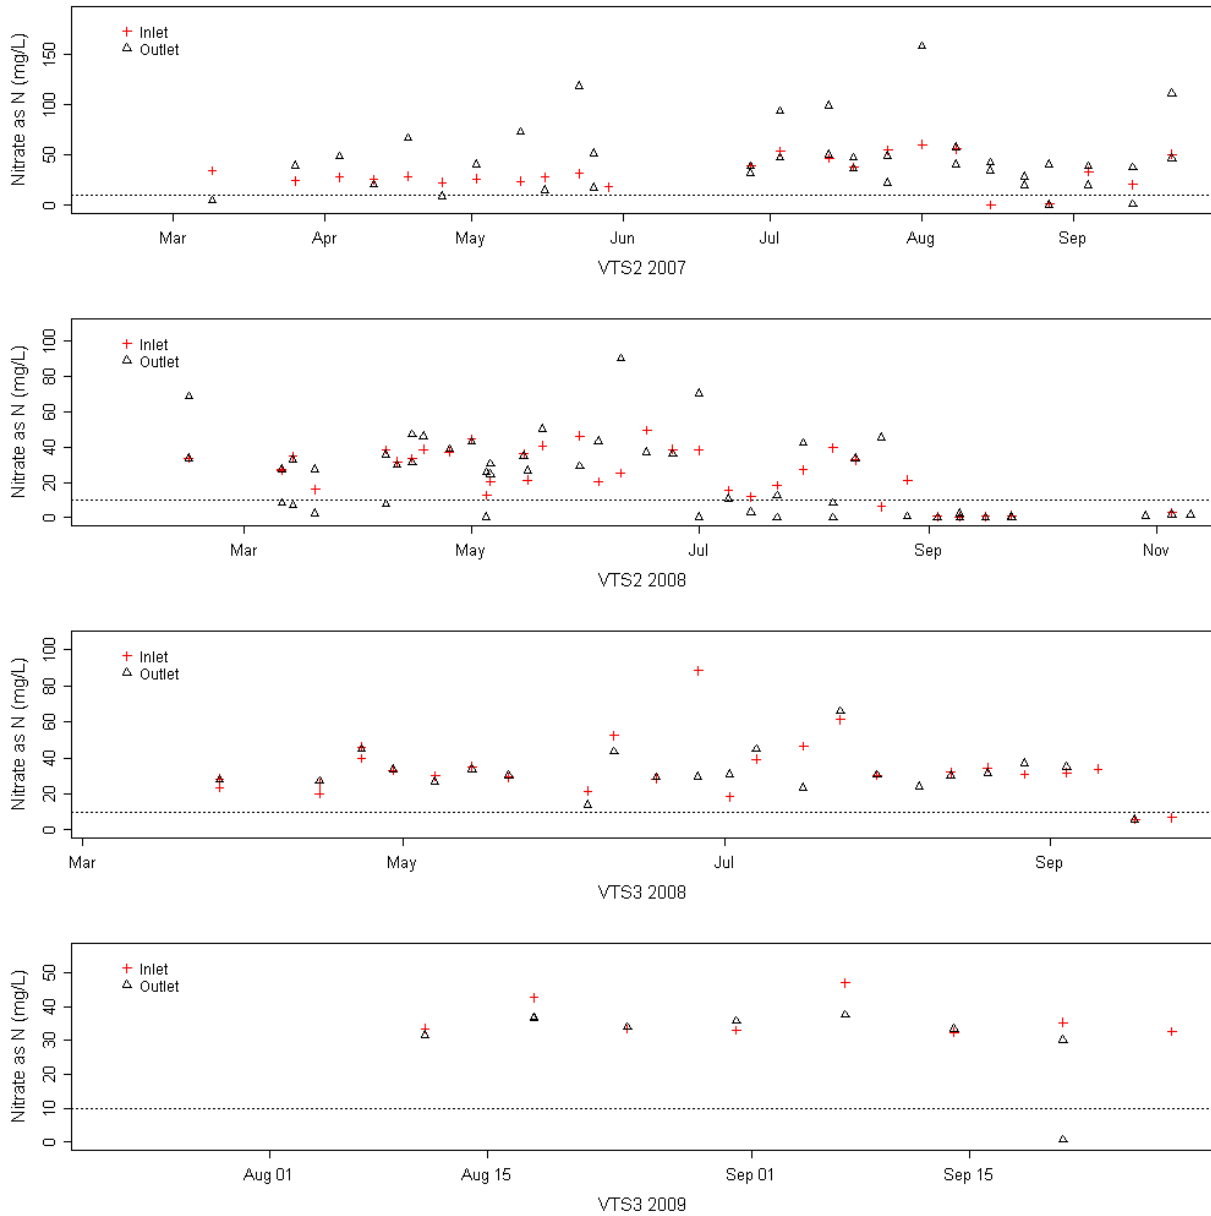 Nitrate as N (mg/L)
150
100
50
0
Inlet
Outlet
Mar Apr May Jun Jul Aug Sep
VTS2 2007
Nitrate as N (mg/L)
100
80
60
40
20
0
Inlet
Outlet
Mar May Jul Sep Nov
VTS2 2008
Nitrate as N (mg/L)
100
80
60
40
20
0
Inlet
Outlet
Mar May Jul Sep
VTS3 2008
Nitrate as N (mg/L)
50
40
30
20
10
0
Inlet
Outlet
Aug 01 Aug 15 Sep 01 Sep 15
VTS3 2009